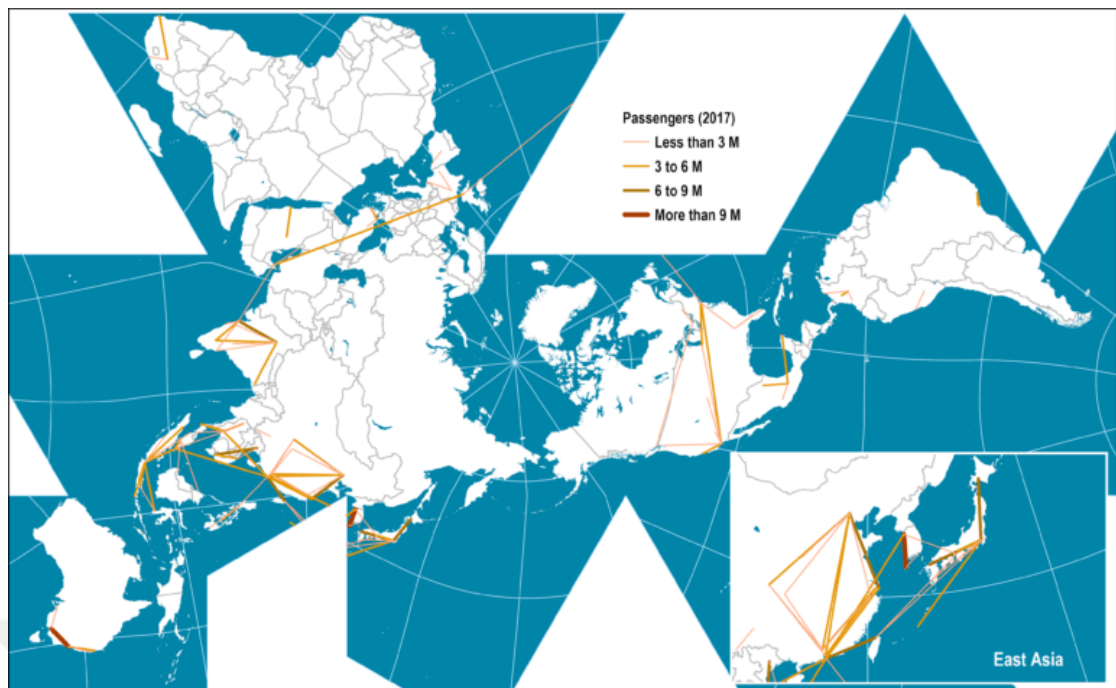 Passengers (2017)
Less than 3 M
3 to 6 M
6 to 9 M
More than 9 M
East Asia